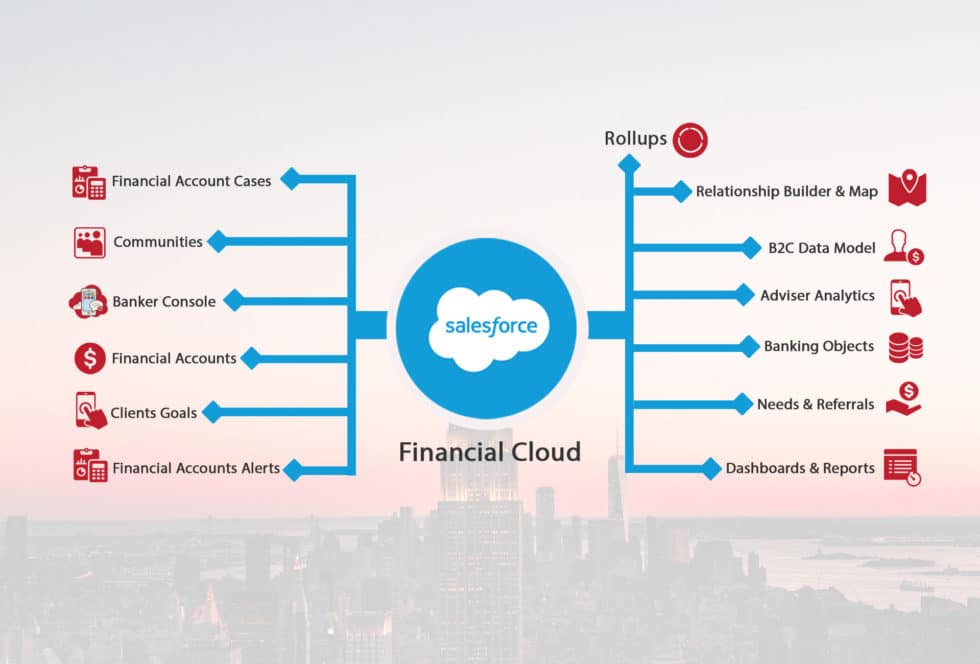 Financial Account Cases
Communities
Banker Console
Financial Accounts
Clients Goals
Financial Accounts Alerts
salesforce
Financial Cloud
Rollups
Relationship Builder & Map
B2C Data Model
Adviser Analytics
Banking Objects
Needs & Referrals
Dashboards & Reports